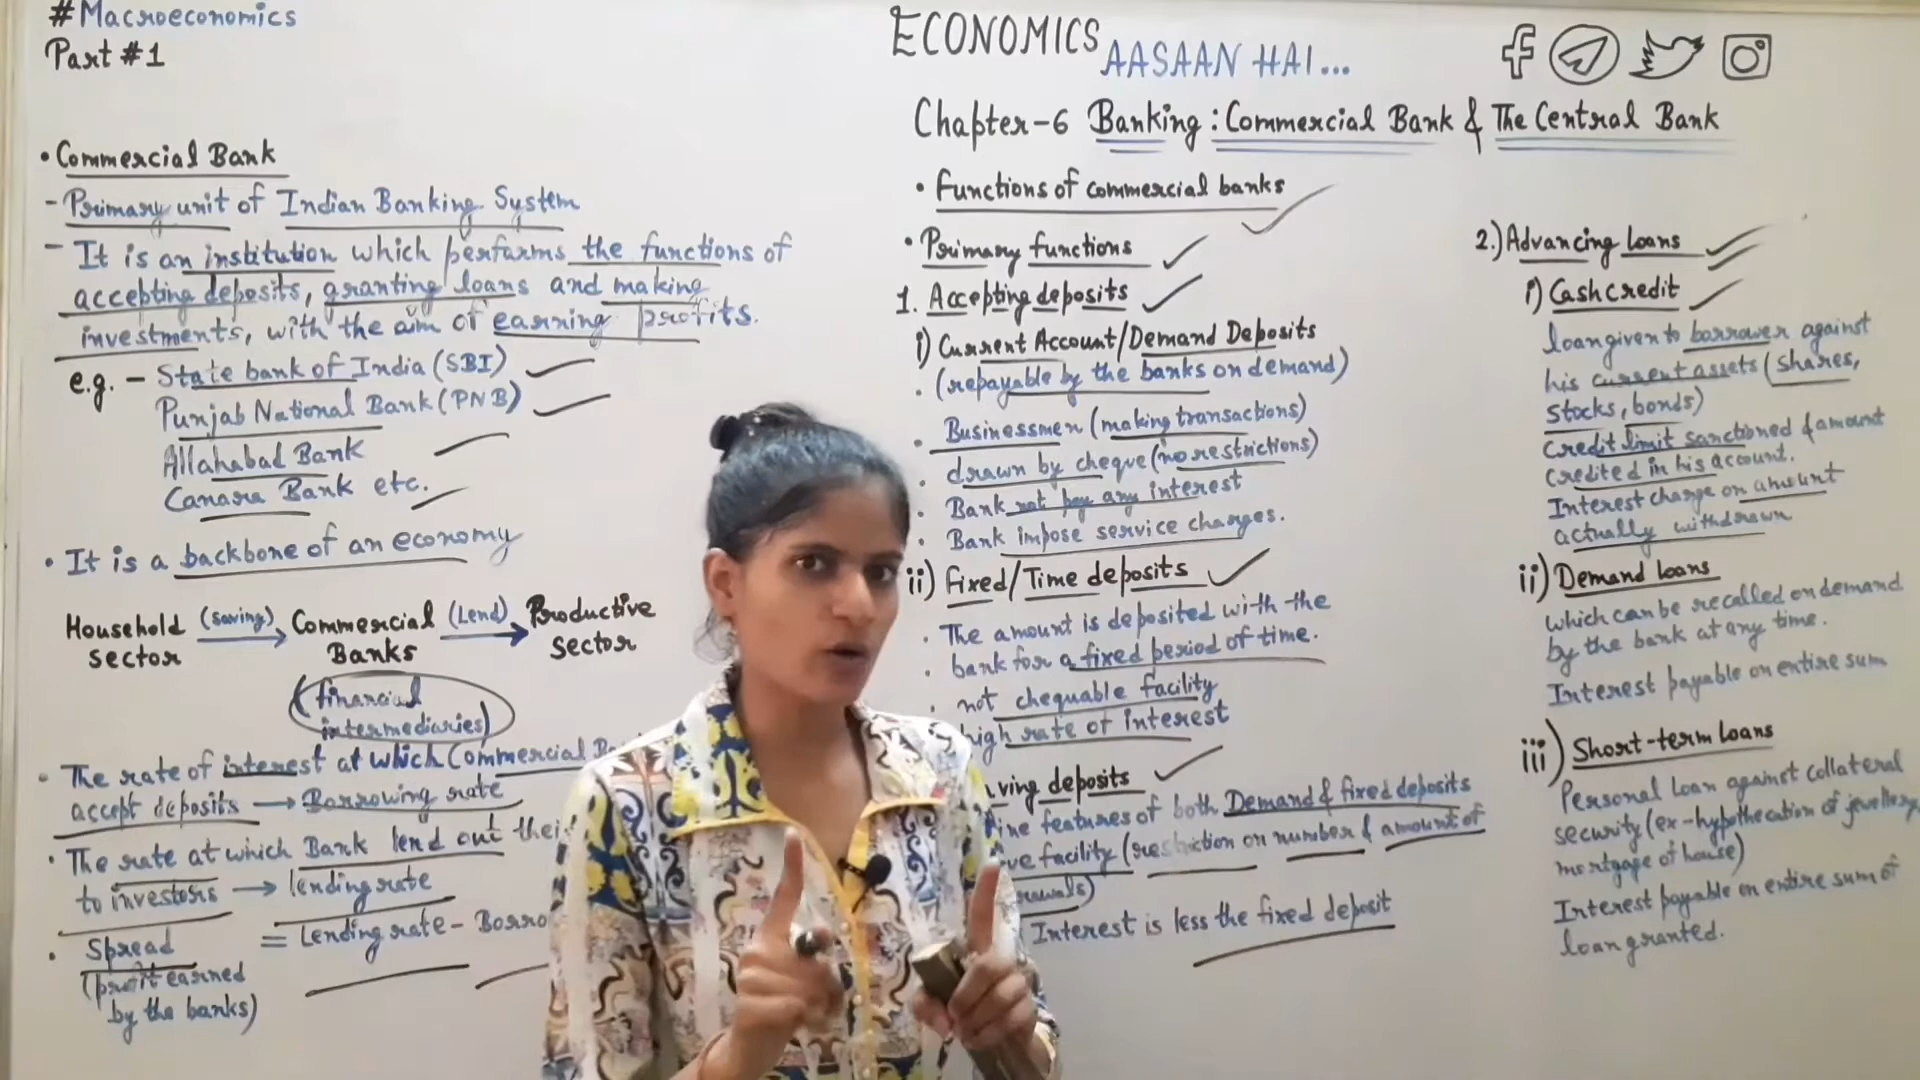 #Macroeconomics
Part #1
ECONOMICS
AASAAN HAI...
Chapter-6 Banking: Commercial Bank & The Central Bank
• Commercial Bank
- Primary unit of Indian Banking System
- It is an institution which performs the functions of
accepting deposits, granting loans and making
investments, with the aim of earning profits.
e.g. - State bank of India (SBI)
Punjab National Bank (PNB)
Allahabad Bank
Canara Bank etc.
• It is a backbone of an economy
Household (saving) Commercial (Lend) Productive
sector Banks sector
(financial
intermediaries)
• The rate of interest at which Commercial
accept deposits → Borrowing rate
• The rate at which Bank lend out
to investors → lending rate
• Spread = Lending rate -
(profit earned
by the banks)
• Functions of commercial banks
• Primary functions
1. Accepting deposits
i) Current Account/Demand Deposits
• (repayable by the banks on demand)
• Businessmen (making transactions)
• drawn by cheque (no restrictions)
• Bank not pay any interest
• Bank impose service charges.
ii) Fixed/Time deposits
• The amount is deposited with the
• bank for a fixed period of time.
• not chequable facility
high rate of interest
deposits
features of both Demand & fixed deposits
facility (restriction on number & amount of
Interest is less the fixed deposit
2.) Advancing loans
i) Cash credit
loan given to borrower against
his current assets (shares,
stocks, bonds)
credit limit sanctioned & amount
credited in his account.
Interest charge on amount
actually withdrawn
ii) Demand loans
which can be recalled on demand
by the bank at any time.
Interest payable on entire sum
iii) Short-term loans
Personal Loan against collateral
security (ex-hypothecation of jewellery,
mortgage of house)
Interest payable on entire sum of
loan granted.